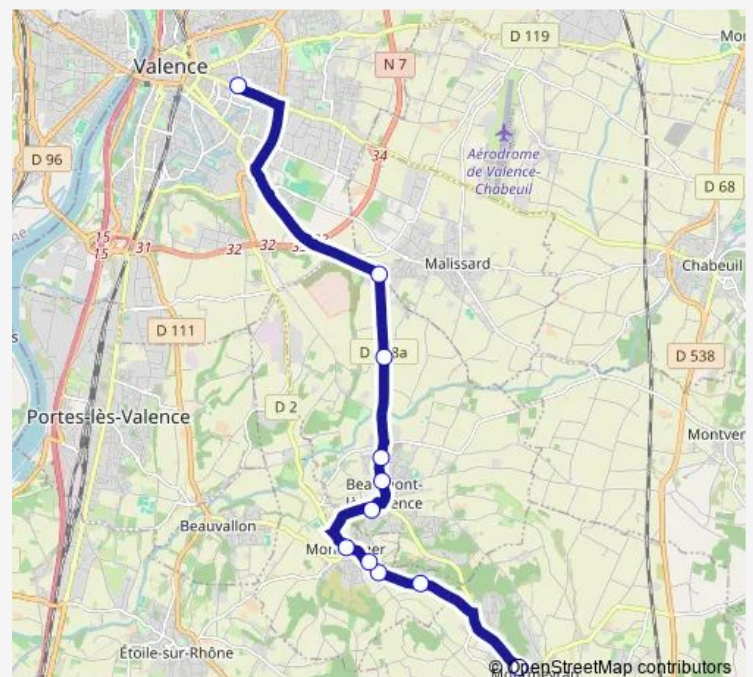 D 119
Mon
Valence
N 7
34
Aérodrome
de Valence-
Chabeuil
D 96
D 68
15
15
31
32
32
Malissard
Chabeuil
D 111
D 538
D 2
Portes-lès-Valence
Beauvallon
Étoile-sur-Rhône
© OpenStreetMap contributors